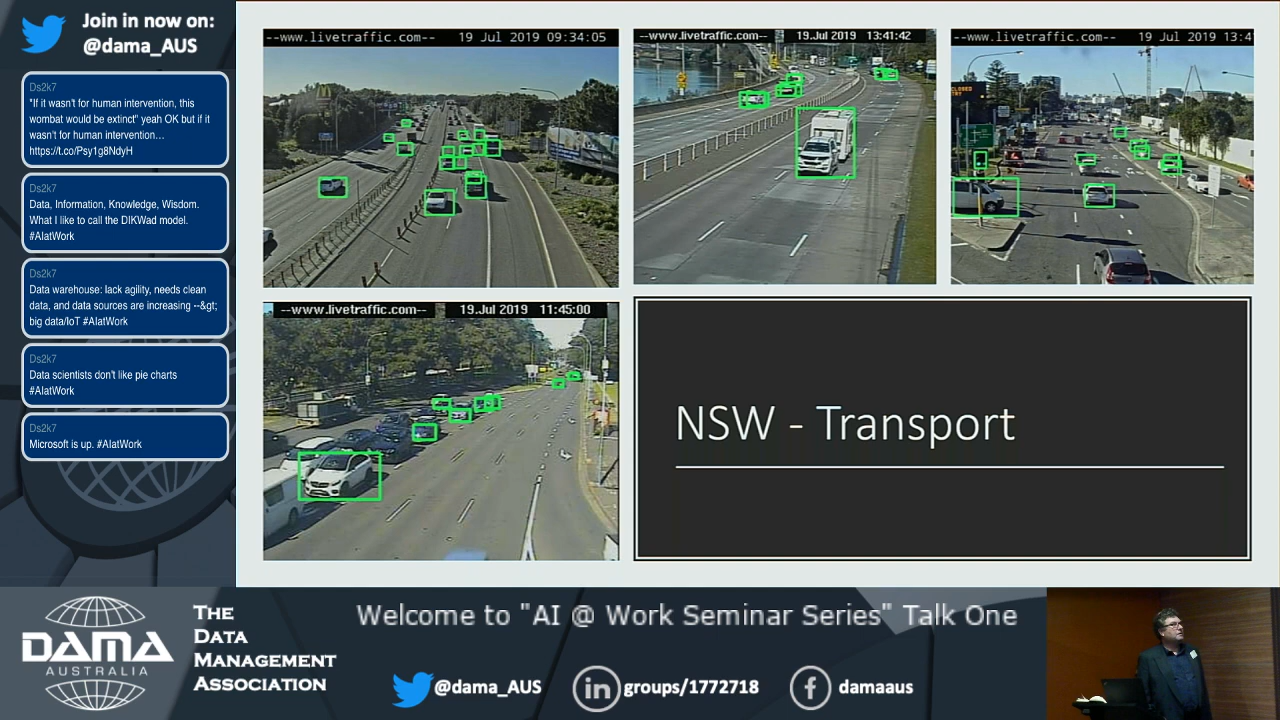 Join in now on:
@dama_AUS
Ds2k7
"If it wasn't for human intervention, this
wombat would be extinct" yeah OK but if it
wasn't for human intervention...
https://t.co/Psy1g8NdyH
Ds2k7
Data, Information, Knowledge, Wisdom.
What I like to call the DIKWad model.
#AIatWork
Ds2k7
Data warehouse: lack agility, needs clean
data, and data sources are increasing --&gt;
big data/IoT #AIatWork
Ds2k7
Data scientists don't like pie charts
#AIatWork
Ds2k7
Microsoft is up. #AIatWork
--www.livetraffic.com-- 19 Jul 2019 09:34:05
--www.livetraffic.com-- 19.Jul 2019 13:41:42
--www.livetraffic.com-- 19 Jul 2019 13:4
CLOSED
--www.livetraffic.com-- 19.Jul 2019 11:45:00
NSW - Transport
DAMA
AUSTRALIA
THE
DATA
MANAGEMENT
ASSOCIATION
Welcome to "AI @ Work Seminar Series" Talk One
@dama_AUS
in groups/1772718
f damaaus